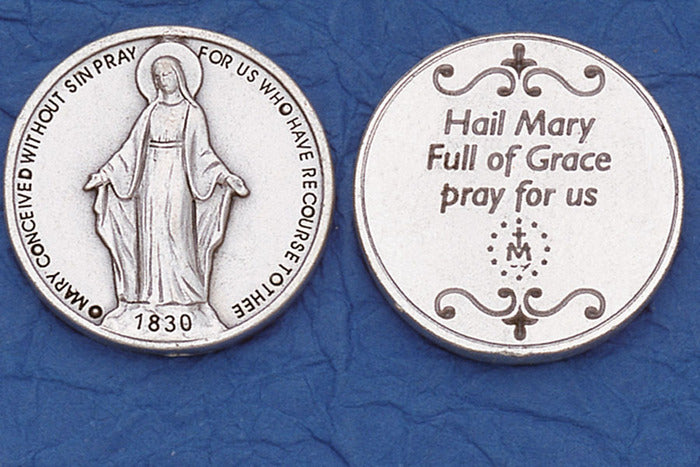 O MARY CONCEIVED WITHOUT SIN PRAY FOR US WHO HAVE RECOURSE TO THEE
1830
Hail Mary
Full of Grace
pray for us
M